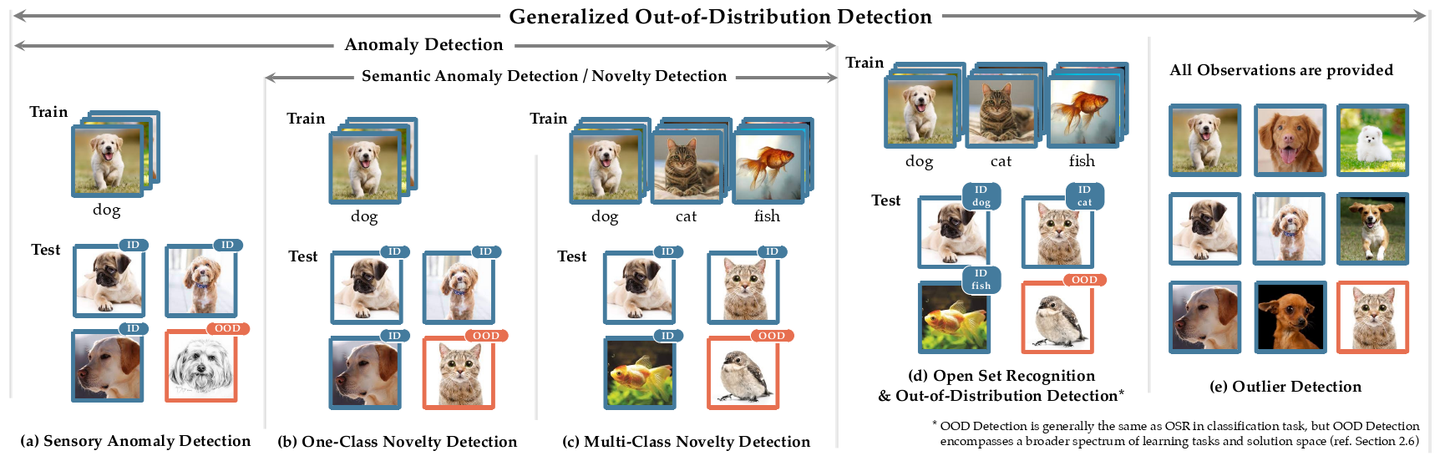 Generalized Out-of-Distribution Detection
Anomaly Detection
Semantic Anomaly Detection / Novelty Detection
Train
dog
Test
ID
ID
ID
OOD
(a) Sensory Anomaly Detection
Train
dog
Test
ID
ID
ID
OOD
(b) One-Class Novelty Detection
Train
dog
cat
fish
Test
ID
ID
ID
OOD
(c) Multi-Class Novelty Detection
Train
dog
cat
fish
Test
ID
dog
ID
cat
ID
fish
OOD
(d) Open Set Recognition
& Out-of-Distribution Detection*
All Observations are provided
(e) Outlier Detection
* OOD Detection is generally the same as OSR in classification task, but OOD Detection
encompasses a broader spectrum of learning tasks and solution space (ref. Section 2.6)